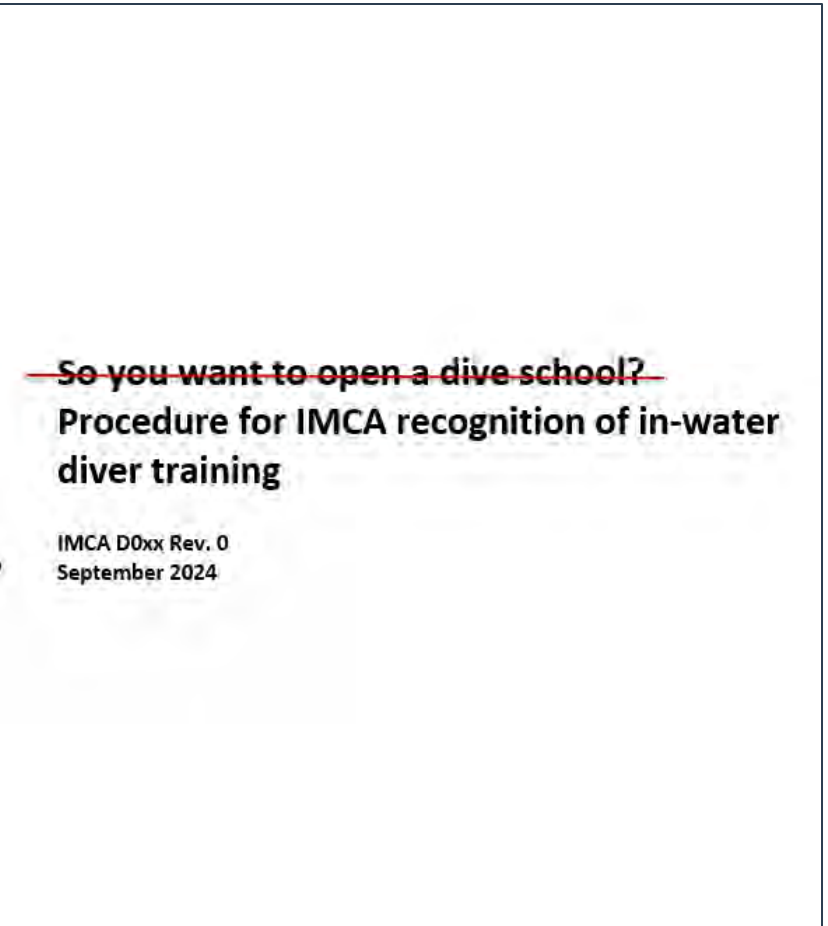 So you want to open a dive school?
Procedure for IMCA recognition of in-water
diver training
IMCA D0xx Rev. 0
September 2024